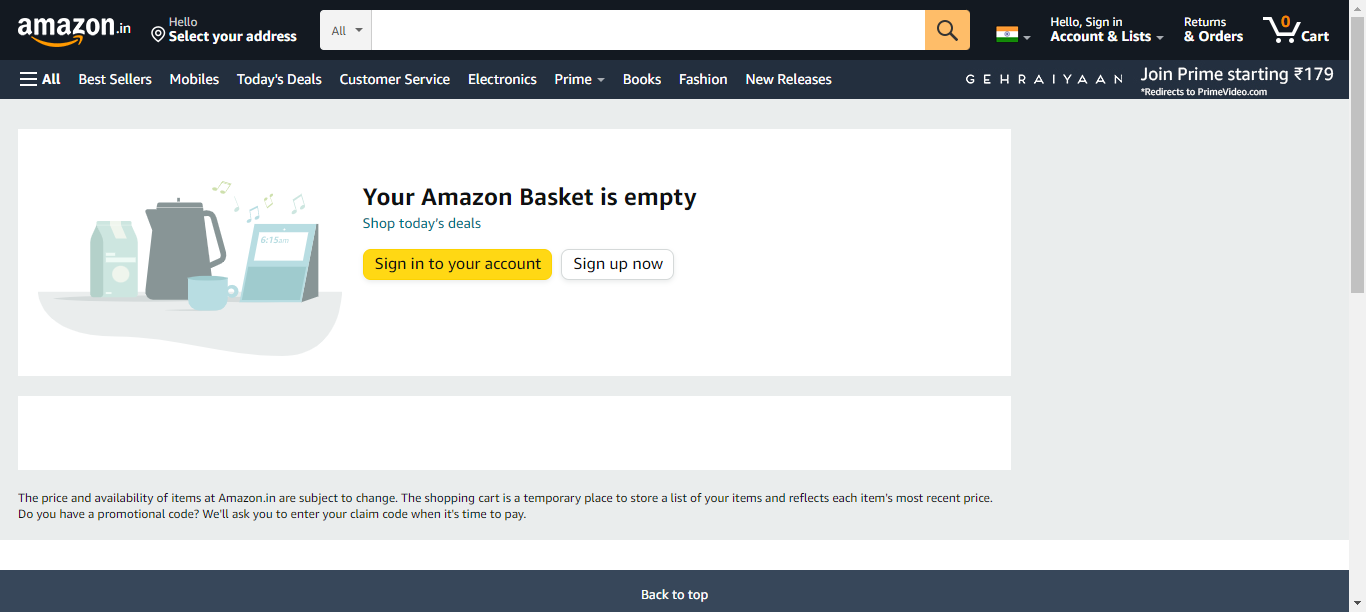 amazon.in
Hello
Select your address
All
Hello, Sign in
Account & Lists
Returns
& Orders
0
Cart
All
Best Sellers
Mobiles
Today's Deals
Customer Service
Electronics
Prime
Books
Fashion
New Releases
GEHRAIYAAN
Join Prime starting ₹179
*Redirects to PrimeVideo.com
6:15am
Your Amazon Basket is empty
Shop today's deals
Sign in to your account
Sign up now
The price and availability of items at Amazon.in are subject to change. The shopping cart is a temporary place to store a list of your items and reflects each item's most recent price.
Do you have a promotional code? We'll ask you to enter your claim code when it's time to pay.
Back to top